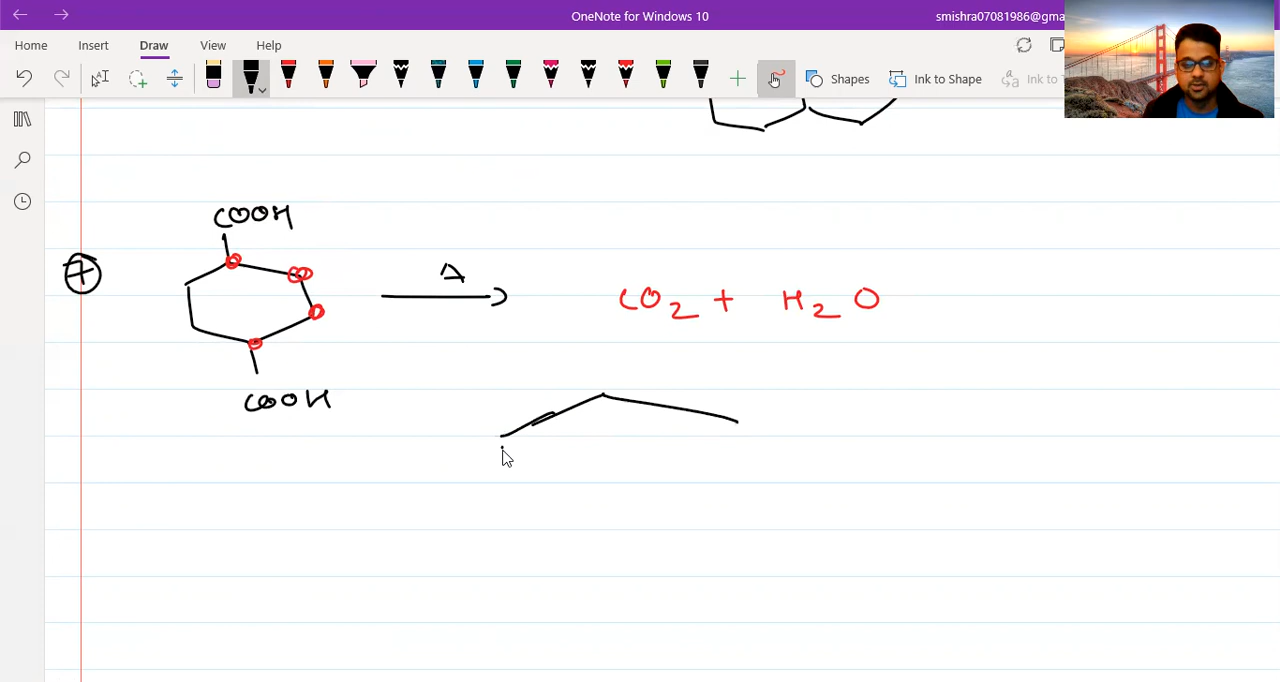 OneNote for Windows 10
smishra07081986@gma
Home Insert Draw View Help
Shapes
Ink to Shape
Ink to
COOH
7
Δ
CO2 + H2O
COOH